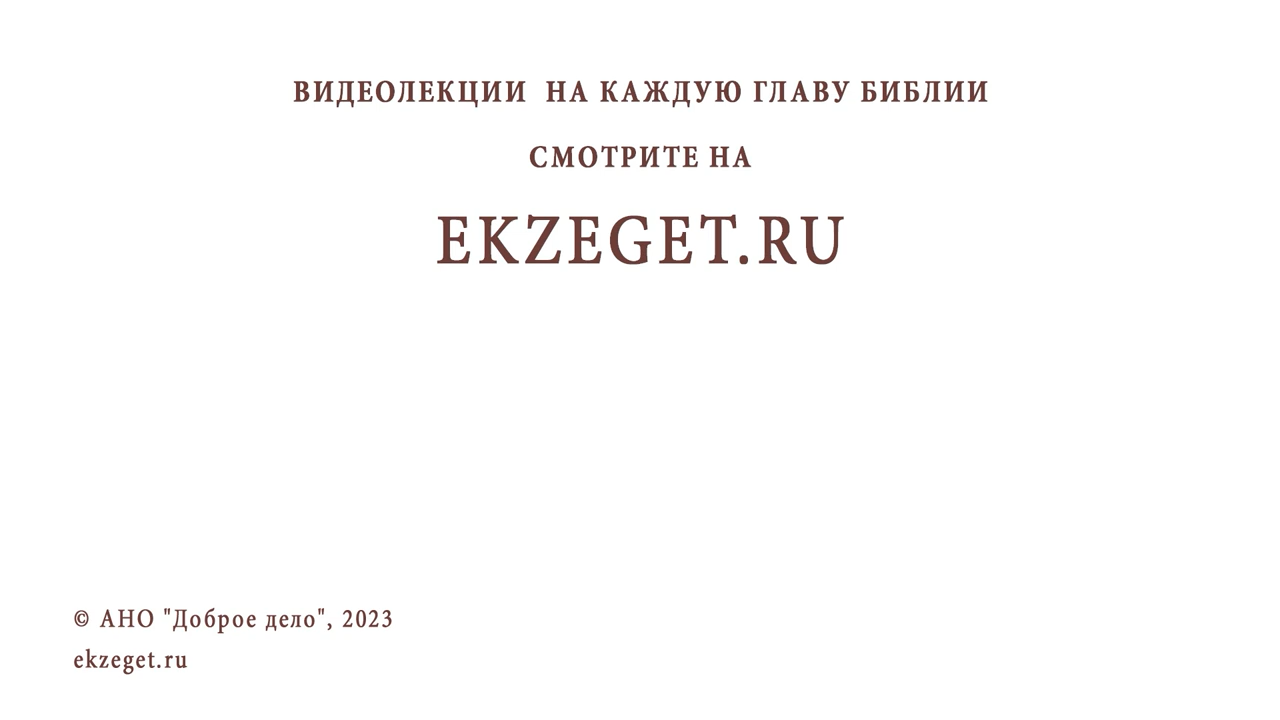 ВИДЕОЛЕКЦИИ НА КАЖДУЮ ГЛАВУ БИБЛИИ
СМОТРИТЕ НА
EKZEGET.RU
© АНО "Доброе дело", 2023
ekzeget.ru